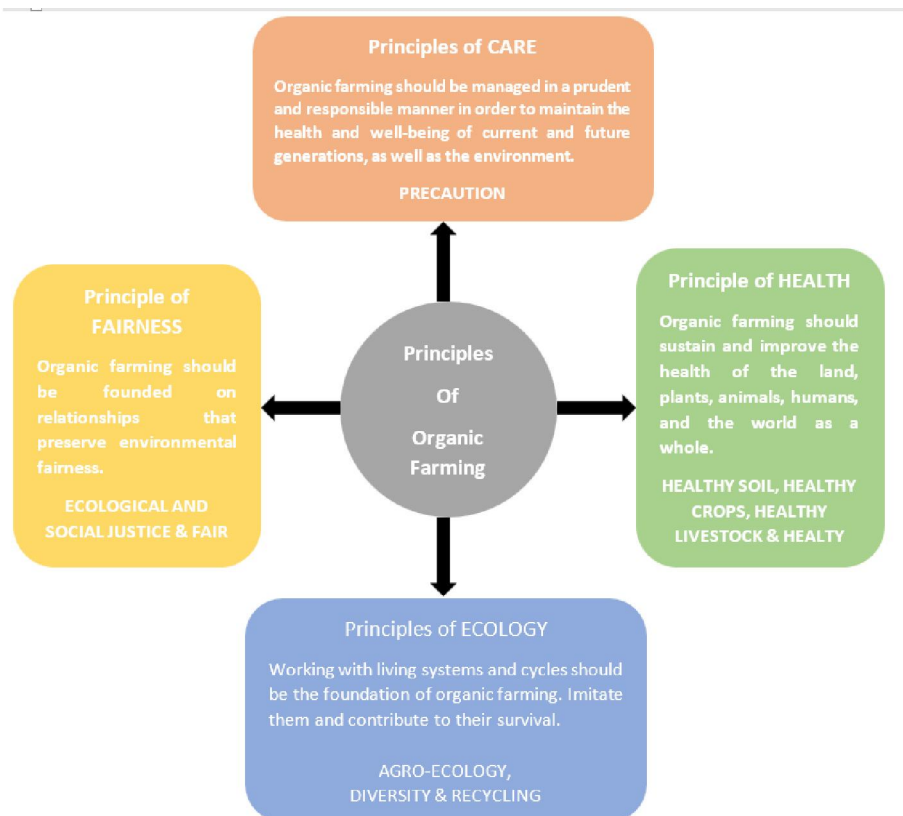 Principles of CARE
Organic farming should be managed in a prudent
and responsible manner in order to maintain the
health and well-being of current and future
generations, as well as the environment.
PRECAUTION
Principle of
FAIRNESS
Organic farming should
be founded on
relationships that
preserve environmental
fairness.
ECOLOGICAL AND
SOCIAL JUSTICE & FAIR
Principles
Of
Organic
Farming
Principle of HEALTH
Organic farming should
sustain and improve the
health of the land,
plants, animals, humans,
and the world as a
whole.
HEALTHY SOIL, HEALTHY
CROPS, HEALTHY
LIVESTOCK & HEALTY
Principles of ECOLOGY
Working with living systems and cycles should
be the foundation of organic farming. Imitate
them and contribute to their survival.
AGRO-ECOLOGY,
DIVERSITY & RECYCLING